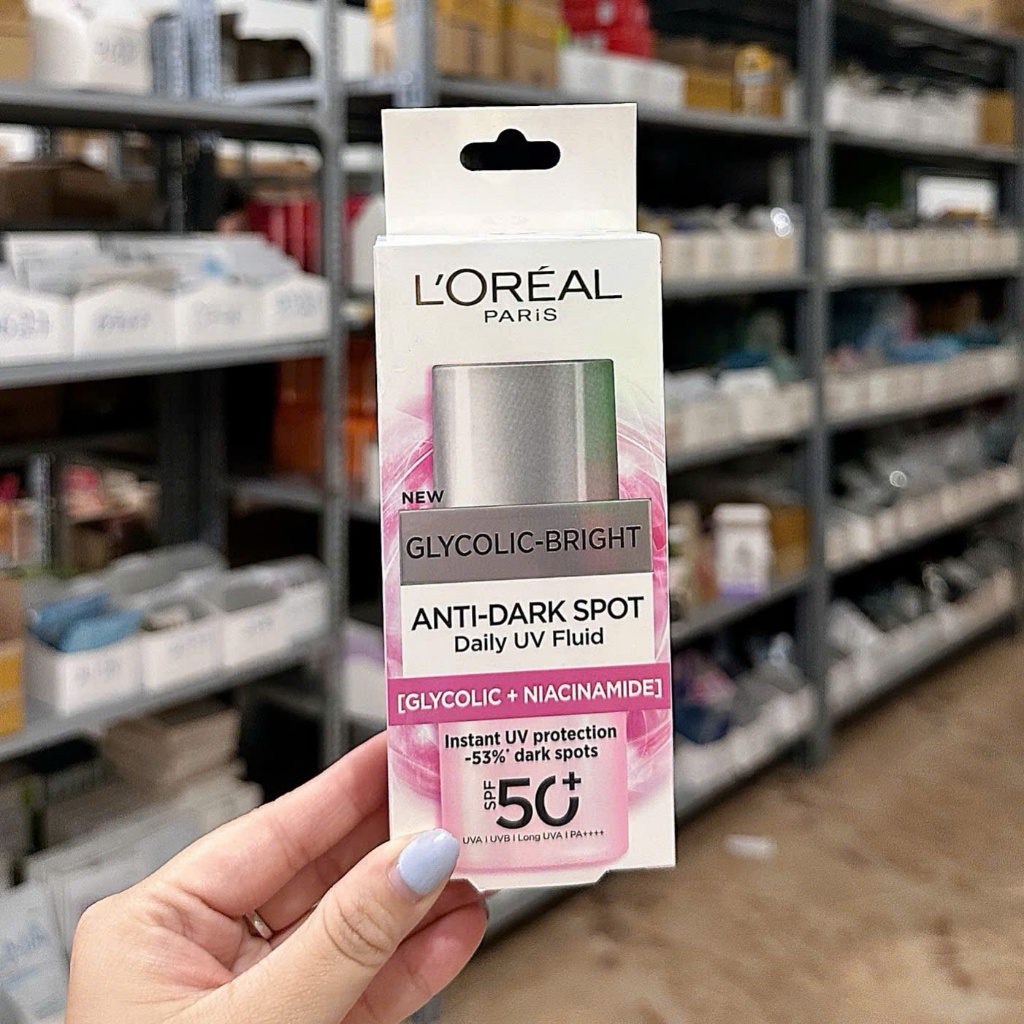 L'ORÉAL
PARiS
NEW
GLYCOLIC-BRIGHT
ANTI-DARK SPOT
Daily UV Fluid
[GLYCOLIC + NIACINAMIDE]
Instant UV protection
-53%* dark spots
SPF 50+
UVA | UVB | Long UVA | PA++++